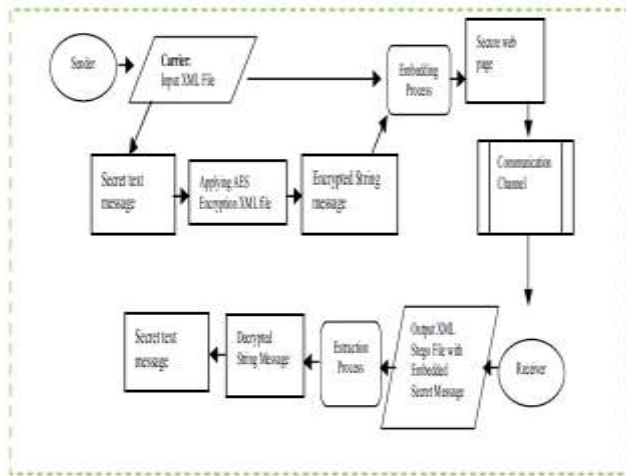 Sender
Carrier:
Input XML File
Embedding
Process
Secure web
page
Secret text
message
Applying AES
Encryption XML file
Encrypted String
message
Communication
Channel
Secret text
message
Decrypted
String Message
Extraction
Process
Output XML
Steps File with
Embedded
Secret Message
Receiver